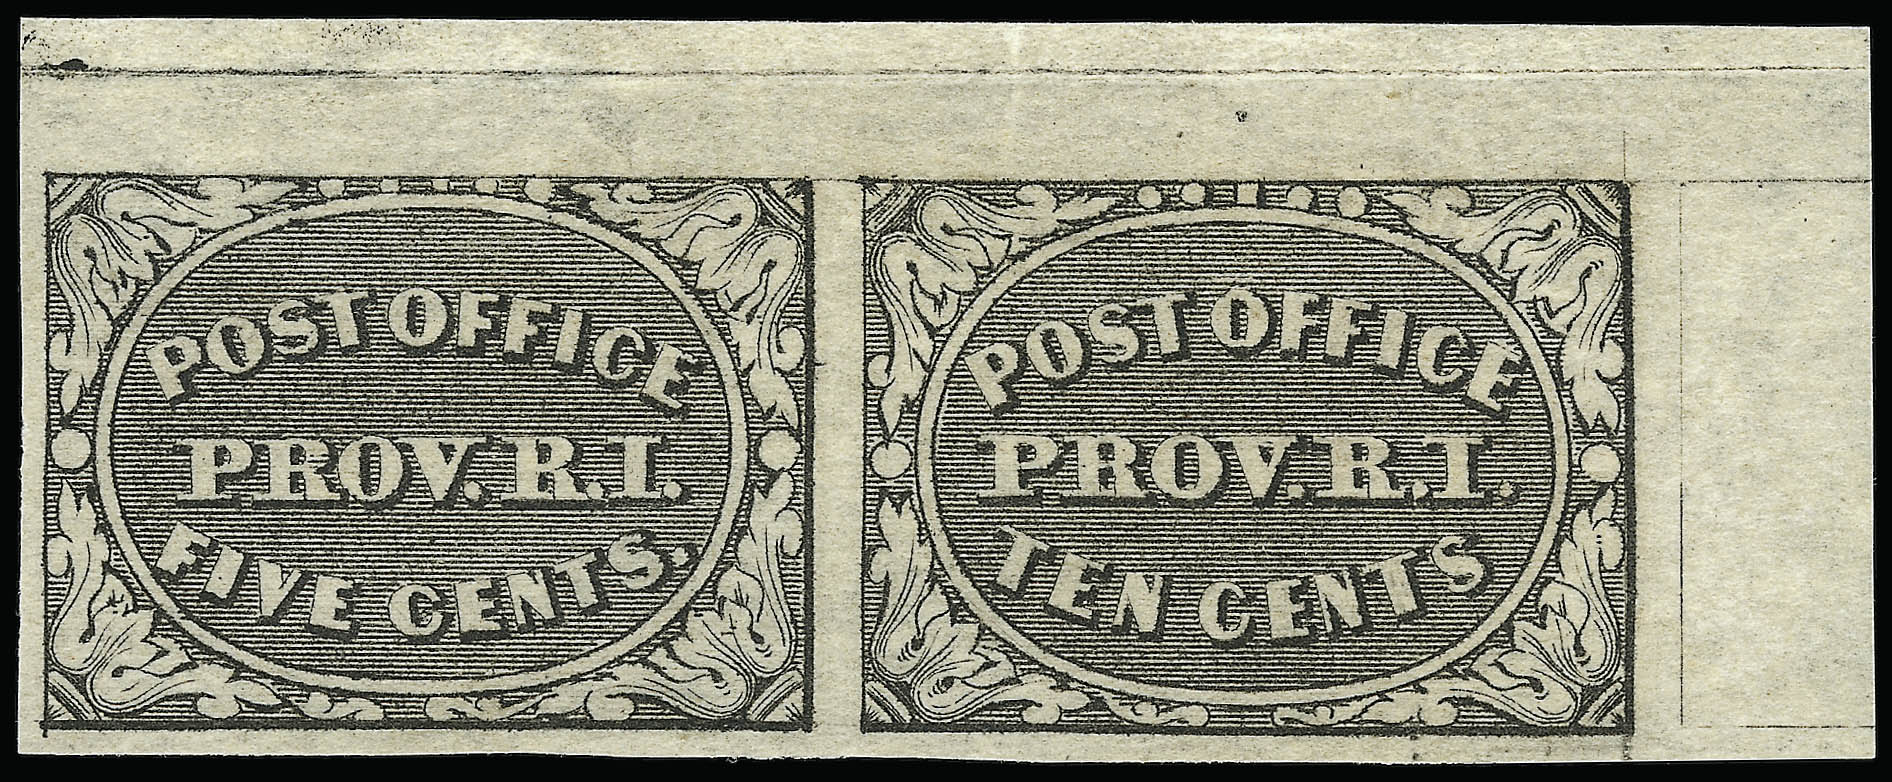 POST OFFICE
PROV. R. I.
FIVE CENTS.
POST OFFICE
PROV. R. I.
TEN CENTS